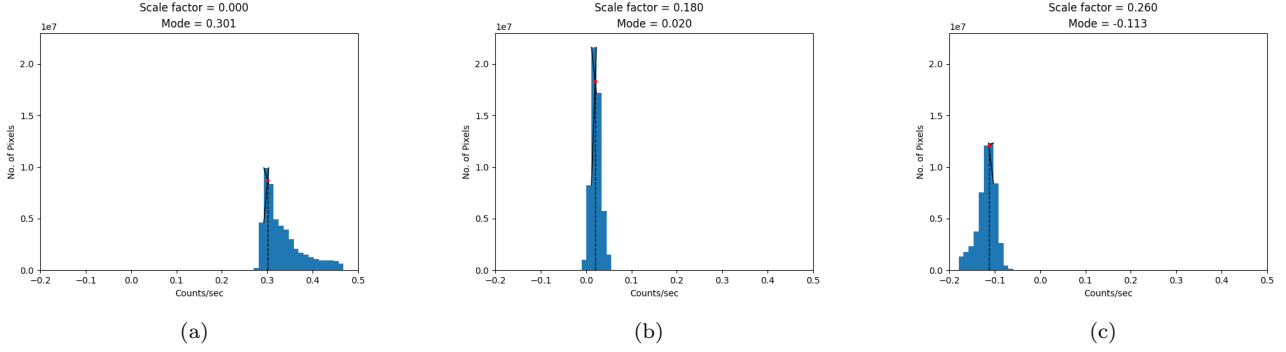 Scale factor = 0.000
Mode = 0.301
1e7
2.0
1.5
1.0
0.5
0.0
No. of Pixels
−0.2 −0.1 0.0 0.1 0.2 0.3 0.4 0.5
Counts/sec
(a)
Scale factor = 0.180
Mode = 0.020
1e7
2.0
1.5
1.0
0.5
0.0
No. of Pixels
−0.2 −0.1 0.0 0.1 0.2 0.3 0.4 0.5
Counts/sec
(b)
Scale factor = 0.260
Mode = -0.113
1e7
2.0
1.5
1.0
0.5
0.0
No. of Pixels
−0.2 −0.1 0.0 0.1 0.2 0.3 0.4 0.5
Counts/sec
(c)